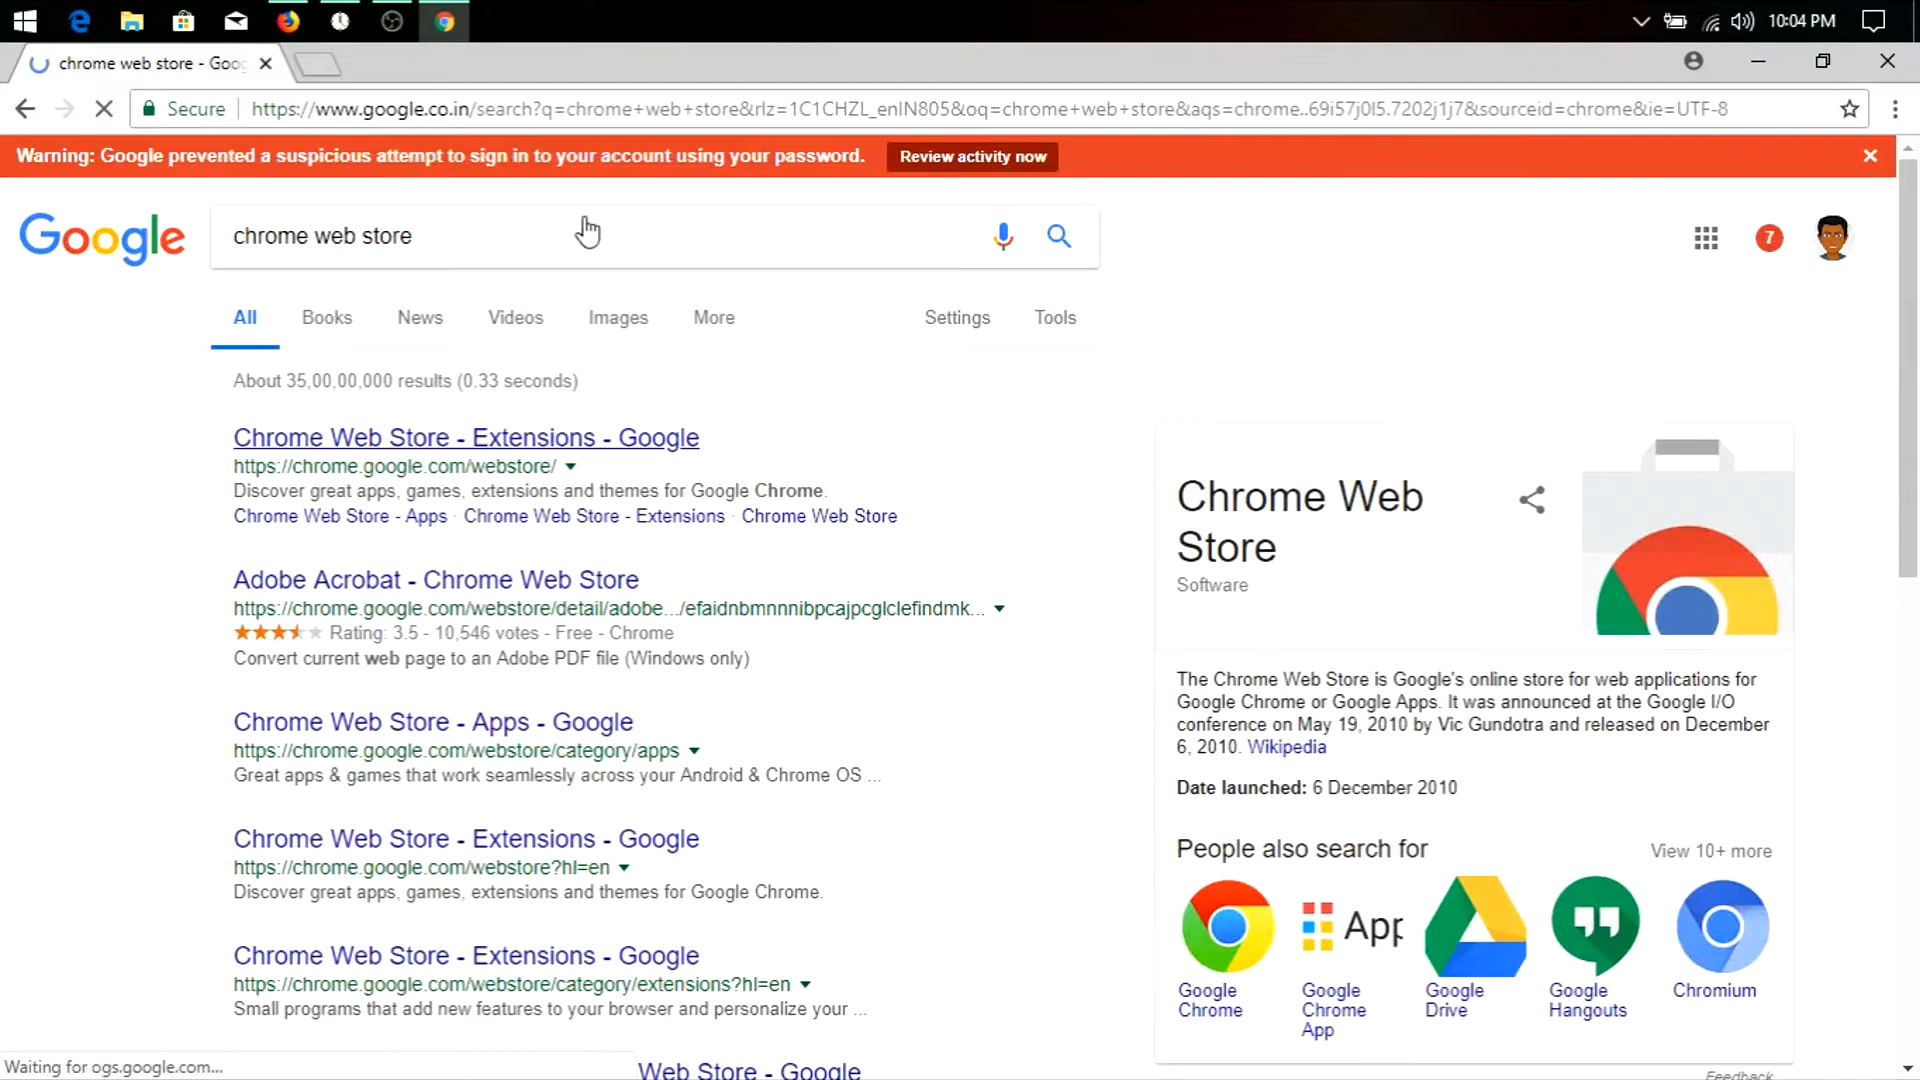 10:04 PM
chrome web store - Goo
Secure
https://www.google.co.in/search?q=chrome+web+store&rlz=1C1CHZL_enIN805&oq=chrome+web+store&aqs=chrome..69i57j0l5.7202j1j7&sourceid=chrome&ie=UTF-8
Warning: Google prevented a suspicious attempt to sign in to your account using your password.
Review activity now
Google
chrome web store
7
All
Books
News
Videos
Images
More
Settings
Tools
About 35,00,00,000 results (0.33 seconds)
Chrome Web Store - Extensions - Google
https://chrome.google.com/webstore/
Discover great apps, games, extensions and themes for Google Chrome.
Chrome Web Store - Apps · Chrome Web Store - Extensions · Chrome Web Store
Adobe Acrobat - Chrome Web Store
https://chrome.google.com/webstore/detail/adobe.../efaidnbmnnnibpcajpcglclefindmk...
Rating: 3.5 - 10,546 votes - Free - Chrome
Convert current web page to an Adobe PDF file (Windows only)
Chrome Web Store - Apps - Google
https://chrome.google.com/webstore/category/apps
Great apps & games that work seamlessly across your Android & Chrome OS ...
Chrome Web Store - Extensions - Google
https://chrome.google.com/webstore?hl=en
Discover great apps, games, extensions and themes for Google Chrome.
Chrome Web Store - Extensions - Google
https://chrome.google.com/webstore/category/extensions?hl=en
Small programs that add new features to your browser and personalize your ...
Web Store - Google
Waiting for ogs.google.com...
Chrome Web
Store
Software
The Chrome Web Store is Google's online store for web applications for
Google Chrome or Google Apps. It was announced at the Google I/O
conference on May 19, 2010 by Vic Gundotra and released on December
6, 2010. Wikipedia
Date launched: 6 December 2010
People also search for
View 10+ more
App
Google
Chrome
Google
Chrome
App
Google
Drive
Google
Hangouts
Chromium
Feedback